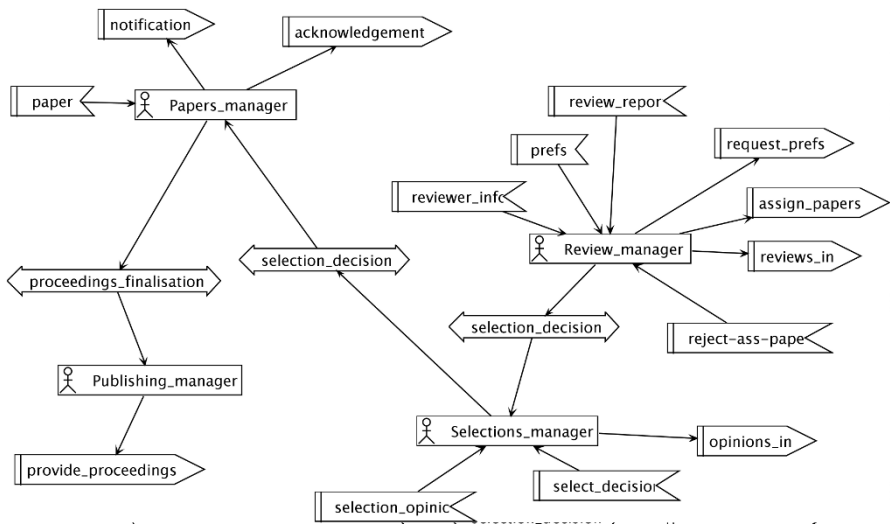 notification
acknowledgement
paper
Papers_manager
review_repor
prefs
request_prefs
reviewer_info
assign_papers
Review_manager
selection_decision
reviews_in
proceedings_finalisation
selection_decision
reject-ass-pape
Publishing_manager
Selections_manager
opinions_in
provide_proceedings
select_decision
selection_opinic